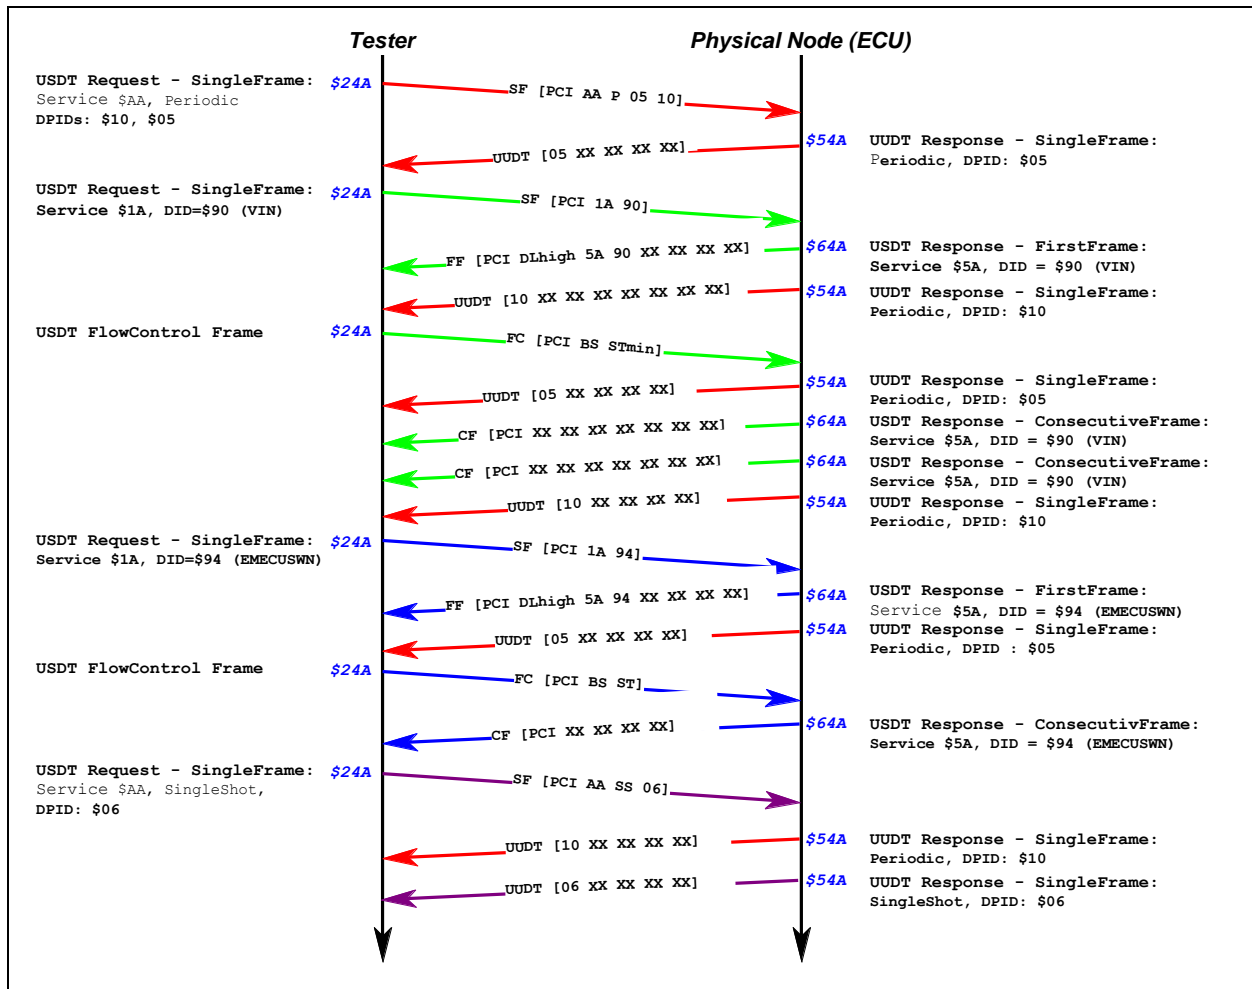 Tester Physical Node (ECU)
USDT Request - SingleFrame: $24A
Service $AA, Periodic
DPIDs: $10, $05
SF [PCI AA P 05 10]
UUDT [05 XX XX XX XX]
$54A UUDT Response - SingleFrame:
Periodic, DPID: $05
USDT Request - SingleFrame: $24A
Service $1A, DID=$90 (VIN)
SF [PCI 1A 90]
FF [PCI DLhigh 5A 90 XX XX XX XX]
$64A USDT Response - FirstFrame:
Service $5A, DID = $90 (VIN)
UUDT [10 XX XX XX XX XX XX XX]
$54A UUDT Response - SingleFrame:
Periodic, DPID: $10
USDT FlowControl Frame $24A
FC [PCI BS STmin]
UUDT [05 XX XX XX XX]
$54A UUDT Response - SingleFrame:
Periodic, DPID: $05
CF [PCI XX XX XX XX XX XX XX]
$64A USDT Response - ConsecutiveFrame:
Service $5A, DID = $90 (VIN)
CF [PCI XX XX XX XX XX XX XX]
$64A USDT Response - ConsecutiveFrame:
Service $5A, DID = $90 (VIN)
UUDT [10 XX XX XX XX]
$54A UUDT Response - SingleFrame:
Periodic, DPID: $10
USDT Request - SingleFrame: $24A
Service $1A, DID=$94 (EMECUSWN)
SF [PCI 1A 94]
FF [PCI DLhigh 5A 94 XX XX XX XX]
$64A USDT Response - FirstFrame:
Service $5A, DID = $94 (EMECUSWN)
UUDT [05 XX XX XX XX]
$54A UUDT Response - SingleFrame:
Periodic, DPID : $05
USDT FlowControl Frame $24A
FC [PCI BS ST]
CF [PCI XX XX XX XX]
$64A USDT Response - ConsecutivFrame:
Service $5A, DID = $94 (EMECUSWN)
USDT Request - SingleFrame: $24A
Service $AA, SingleShot,
DPID: $06
SF [PCI AA SS 06]
UUDT [10 XX XX XX XX]
$54A UUDT Response - SingleFrame:
Periodic, DPID: $10
UUDT [06 XX XX XX XX]
$54A UUDT Response - SingleFrame:
SingleShot, DPID: $06